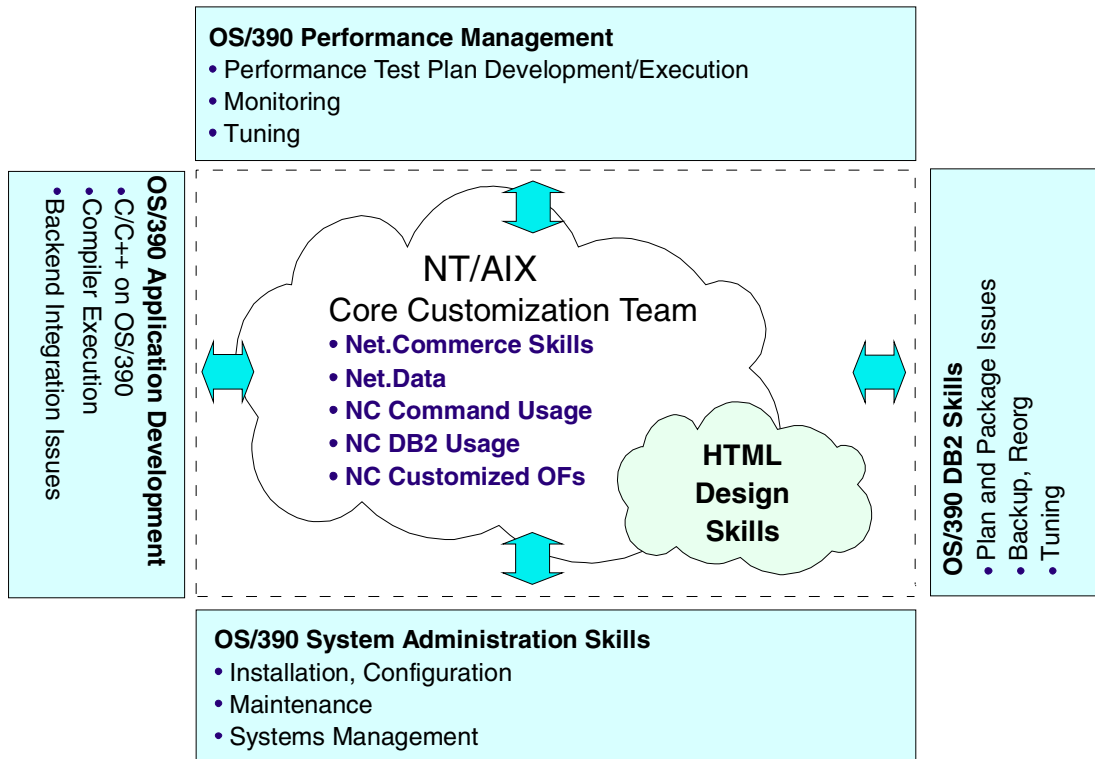 OS/390 Performance Management
• Performance Test Plan Development/Execution
• Monitoring
• Tuning
OS/390 Application Development
• C/C++ on OS/390
• Compiler Execution
• Backend Integration Issues
NT/AIX
Core Customization Team
• Net.Commerce Skills
• Net.Data
• NC Command Usage
• NC DB2 Usage
• NC Customized OFs
HTML
Design
Skills
OS/390 DB2 Skills
• Plan and Package Issues
• Backup, Reorg
• Tuning
OS/390 System Administration Skills
• Installation, Configuration
• Maintenance
• Systems Management